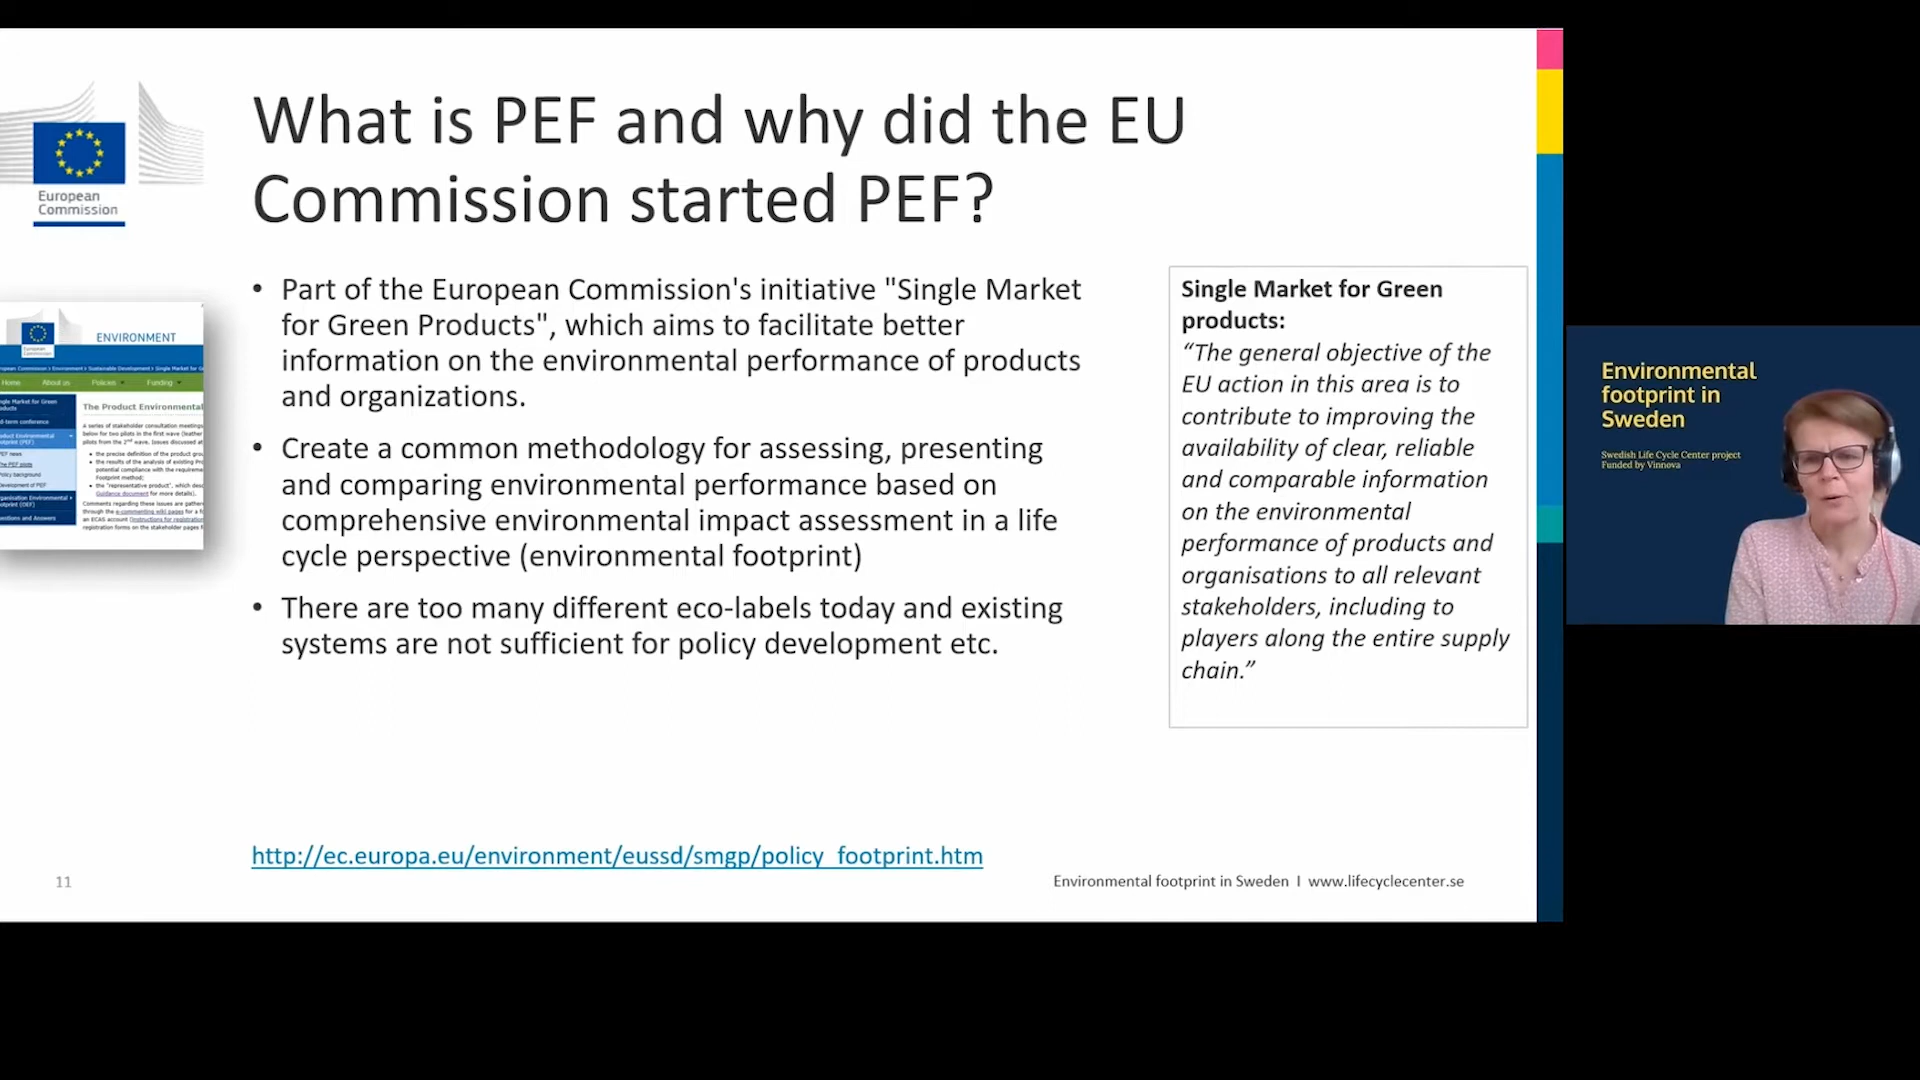 What is PEF and why did the EU
Commission started PEF?
European
Commission
• Part of the European Commission's initiative "Single Market
for Green Products", which aims to facilitate better
information on the environmental performance of products
and organizations.
• Create a common methodology for assessing, presenting
and comparing environmental performance based on
comprehensive environmental impact assessment in a life
cycle perspective (environmental footprint)
• There are too many different eco-labels today and existing
systems are not sufficient for policy development etc.
Single Market for Green
products:
“The general objective of the
EU action in this area is to
contribute to improving the
availability of clear, reliable
and comparable information
on the environmental
performance of products and
organisations to all relevant
stakeholders, including to
players along the entire supply
chain.”
ENVIRONMENT
Home About us Policies Funding
The Product Environmental
http://ec.europa.eu/environment/eussd/smgp/policy_footprint.htm
11
Environmental footprint in Sweden I www.lifecyclecenter.se
Environmental
footprint in
Sweden
Swedish Life Cycle Center project
Funded by Vinnova